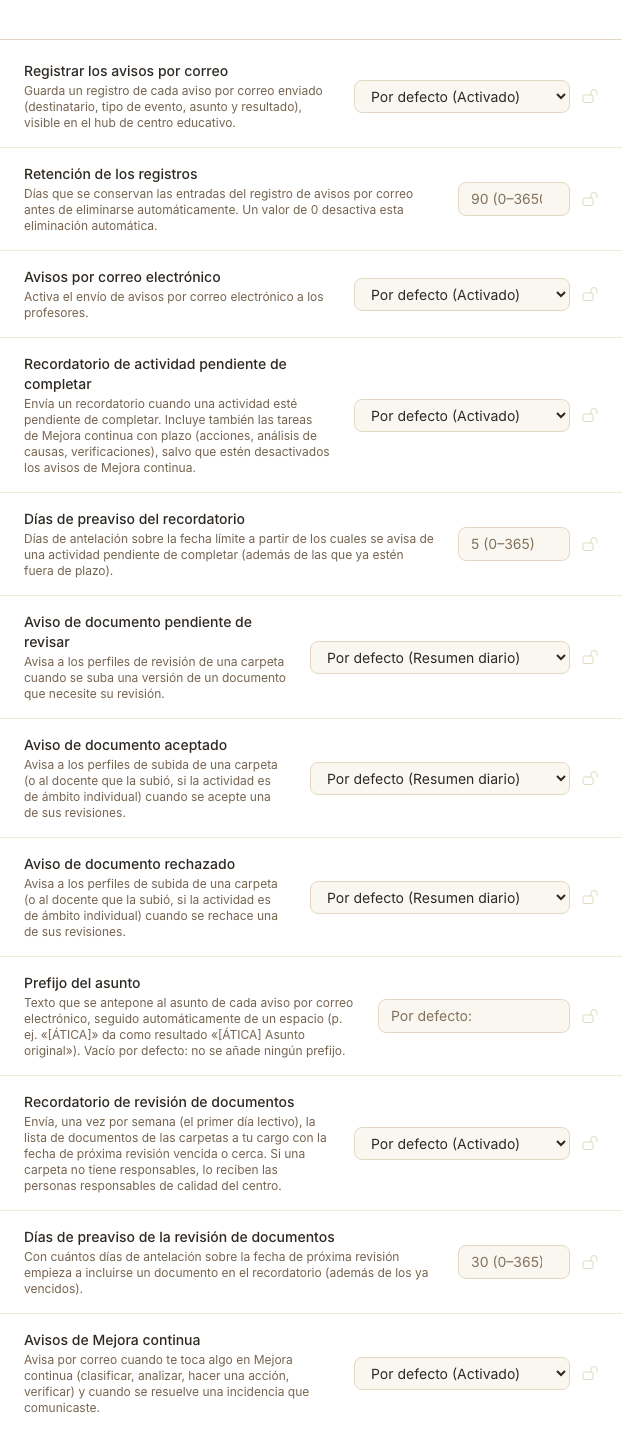 Registrar los avisos por correo
Guarda un registro de cada aviso por correo enviado
(destinatario, tipo de evento, asunto y resultado),
visible en el hub de centro educativo.
Por defecto (Activado)
Retención de los registros
Días que se conservan las entradas del registro de avisos por correo
antes de eliminarse automáticamente. Un valor de 0 desactiva esta
eliminación automática.
90 (0–3650
Avisos por correo electrónico
Activa el envío de avisos por correo electrónico a los
profesores.
Por defecto (Activado)
Recordatorio de actividad pendiente de
completar
Envía un recordatorio cuando una actividad esté
pendiente de completar. Incluye también las tareas
de Mejora continua con plazo (acciones, análisis de
causas, verificaciones), salvo que estén desactivados
los avisos de Mejora continua.
Por defecto (Activado)
Días de preaviso del recordatorio
Días de antelación sobre la fecha límite a partir de los cuales se avisa de
una actividad pendiente de completar (además de las que ya estén
fuera de plazo).
5 (0–365)
Aviso de documento pendiente de
revisar
Avisa a los perfiles de revisión de una carpeta
cuando se suba una versión de un documento
que necesite su revisión.
Por defecto (Resumen diario)
Aviso de documento aceptado
Avisa a los perfiles de subida de una carpeta
(o al docente que la subió, si la actividad es
de ámbito individual) cuando se acepte una
de sus revisiones.
Por defecto (Resumen diario)
Aviso de documento rechazado
Avisa a los perfiles de subida de una carpeta
(o al docente que la subió, si la actividad es
de ámbito individual) cuando se rechace una
de sus revisiones.
Por defecto (Resumen diario)
Prefijo del asunto
Texto que se antepone al asunto de cada aviso por correo
electrónico, seguido automáticamente de un espacio (p.
ej. «[ÁTICA]» da como resultado «[ÁTICA] Asunto
original»). Vacío por defecto: no se añade ningún prefijo.
Por defecto:
Recordatorio de revisión de documentos
Envía, una vez por semana (el primer día lectivo), la
lista de documentos de las carpetas a tu cargo con la
fecha de próxima revisión vencida o cerca. Si una
carpeta no tiene responsables, lo reciben las
personas responsables de calidad del centro.
Por defecto (Activado)
Días de preaviso de la revisión de documentos
Con cuántos días de antelación sobre la fecha de próxima revisión
empieza a incluirse un documento en el recordatorio (además de los ya
vencidos).
30 (0–365)
Avisos de Mejora continua
Avisa por correo cuando te toca algo en Mejora
continua (clasificar, analizar, hacer una acción,
verificar) y cuando se resuelve una incidencia que
comunicaste.
Por defecto (Activado)